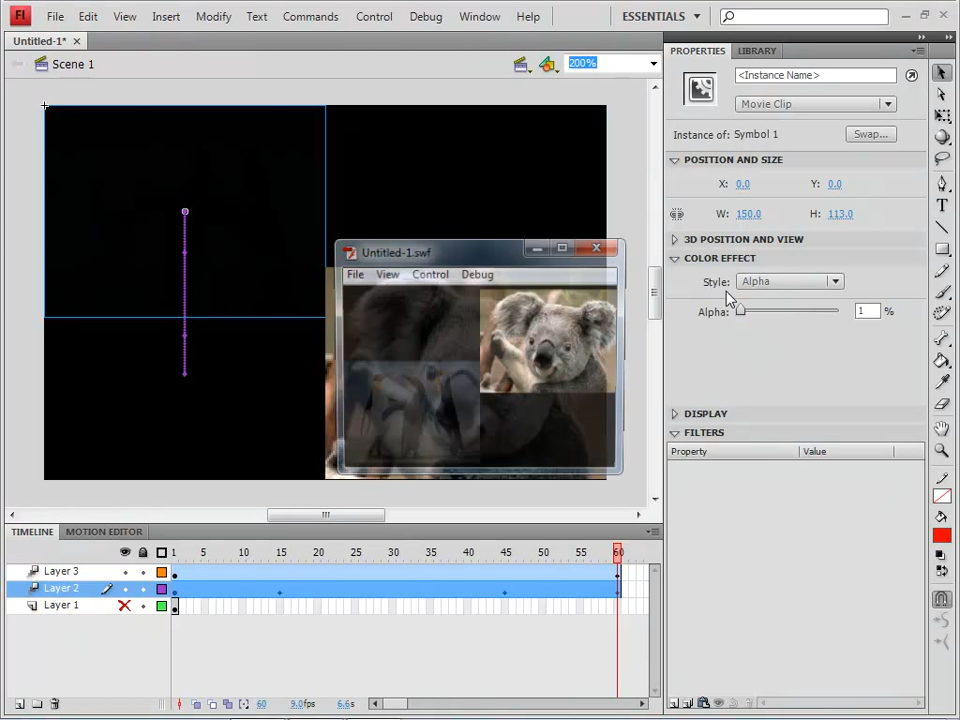 Fl File Edit View Insert Modify Text Commands Control Debug Window Help ESSENTIALS
Untitled-1*
Scene 1 200%
PROPERTIES LIBRARY
<Instance Name>
Movie Clip
Instance of: Symbol 1 Swap...
POSITION AND SIZE
X: 0.0 Y: 0.0
W: 150.0 H: 113.0
3D POSITION AND VIEW
COLOR EFFECT
Style: Alpha
Alpha: 1 %
DISPLAY
FILTERS
Property Value
Untitled-1.swf
File View Control Debug
TIMELINE MOTION EDITOR
1 5 10 15 20 25 30 35 40 45 50 55 60
Layer 3
Layer 2
Layer 1
60 9.0fps 6.6s